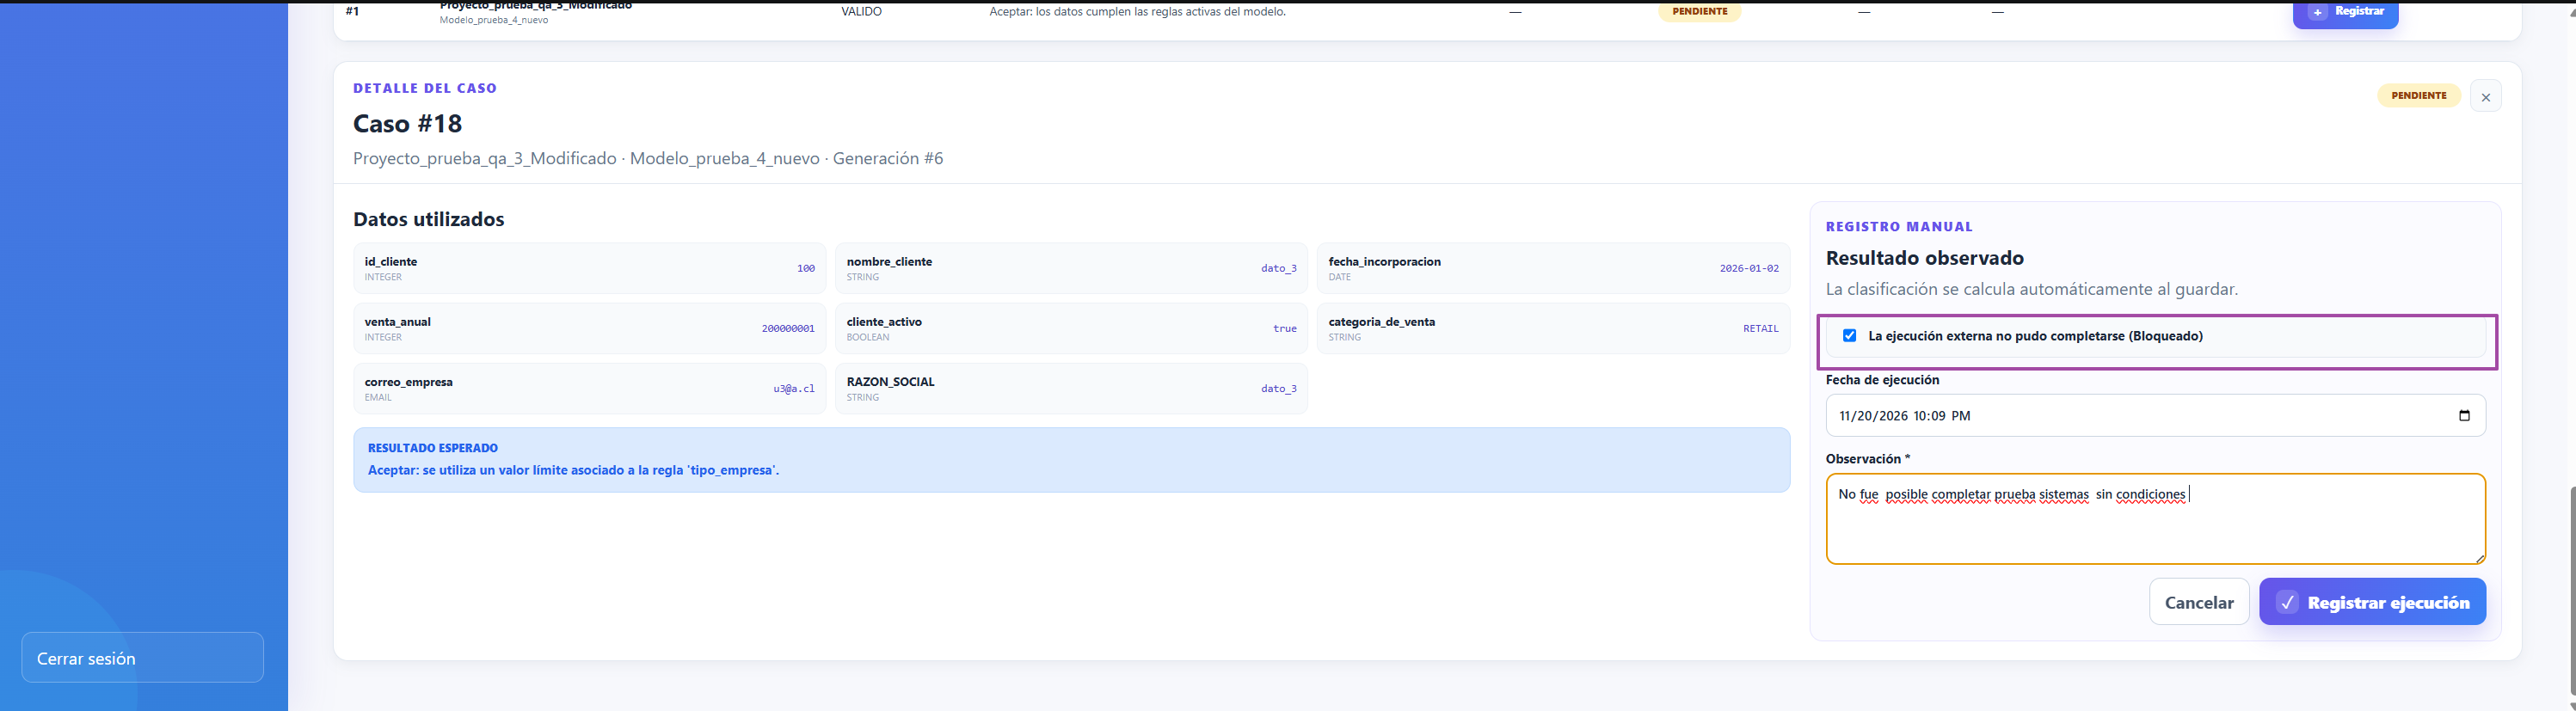 #1
Proyecto_prueba_qa_3_Modificado
Modelo_prueba_4_nuevo
VALIDO
Aceptar: los datos cumplen las reglas activas del modelo.
—
PENDIENTE
—
—
+ Registrar
DETALLE DEL CASO
PENDIENTE
×
Caso #18
Proyecto_prueba_qa_3_Modificado · Modelo_prueba_4_nuevo · Generación #6
Datos utilizados
id_cliente
INTEGER
100
nombre_cliente
STRING
dato_3
fecha_incorporacion
DATE
2026-01-02
venta_anual
INTEGER
200000001
cliente_activo
BOOLEAN
true
categoria_de_venta
STRING
RETAIL
correo_empresa
EMAIL
u3@a.cl
RAZON_SOCIAL
STRING
dato_3
RESULTADO ESPERADO
Aceptar: se utiliza un valor límite asociado a la regla 'tipo_empresa'.
REGISTRO MANUAL
Resultado observado
La clasificación se calcula automáticamente al guardar.
La ejecución externa no pudo completarse (Bloqueado)
Fecha de ejecución
11/20/2026 10:09 PM
Observación *
No fue  posible completar prueba sistemas  sin condiciones
Cancelar
✓ Registrar ejecución
Cerrar sesión